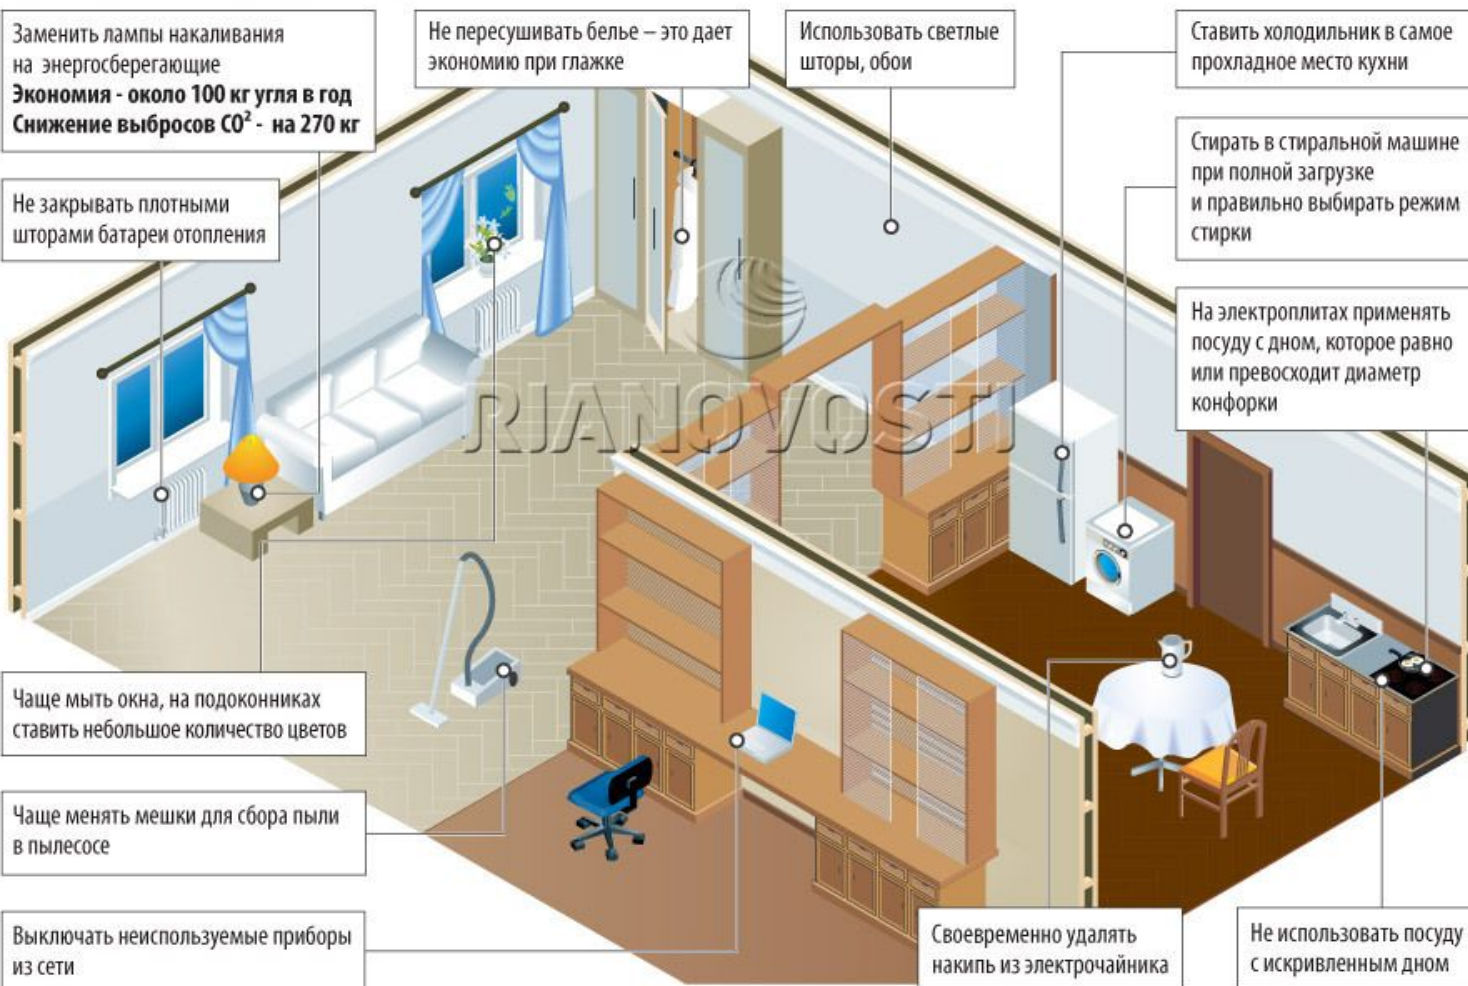 Заменить лампы накаливания
на энергосберегающие
Экономия - около 100 кг угля в год
Снижение выбросов CO² - на 270 кг
Не пересушивать белье – это дает
экономию при глажке
Использовать светлые
шторы, обои
Ставить холодильник в самое
прохладное место кухни
Не закрывать плотными
шторами батареи отопления
Стирать в стиральной машине
при полной загрузке
и правильно выбирать режим
стирки
На электроплитах применять
посуду с дном, которое равно
или превосходит диаметр
конфорки
RIANOVOSTI
Чаще мыть окна, на подоконниках
ставить небольшое количество цветов
Чаще менять мешки для сбора пыли
в пылесосе
Выключать неиспользуемые приборы
из сети
Своевременно удалять
накипь из электрочайника
Не использовать посуду
с искривленным дном